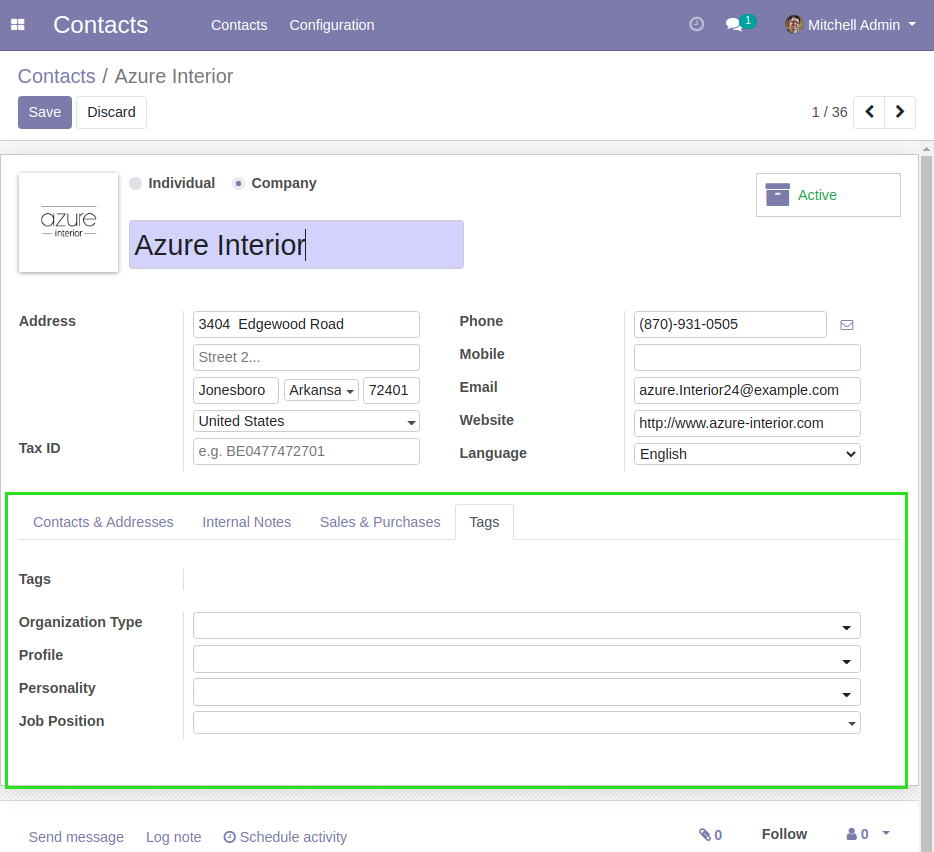 Contacts Contacts Configuration 1 Mitchell Admin
Contacts / Azure Interior
Save Discard 1 / 36
azure
interior
Individual Company
Active
Azure Interior
Address 3404 Edgewood Road Phone (870)-931-0505
Street 2... Mobile
Jonesboro Arkansa 72401 Email azure.Interior24@example.com
United States Website http://www.azure-interior.com
Tax ID e.g. BE0477472701 Language English
Contacts & Addresses Internal Notes Sales & Purchases Tags
Tags
Organization Type
Profile
Personality
Job Position
Send message Log note Schedule activity 0 Follow 0